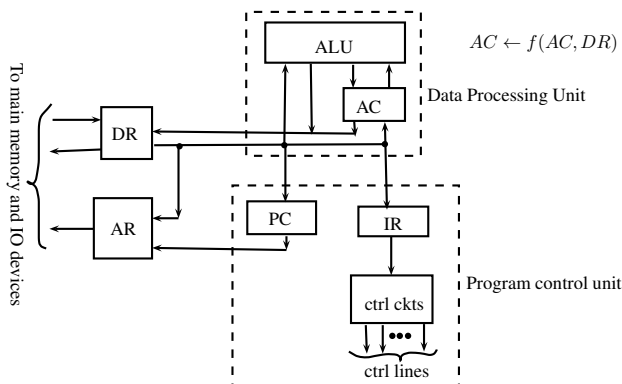 ALU
AC ← f(AC, DR)
AC
Data Processing Unit
DR
To main memory and IO devices
AR
PC
IR
Program control unit
ctrl ckts
ctrl lines